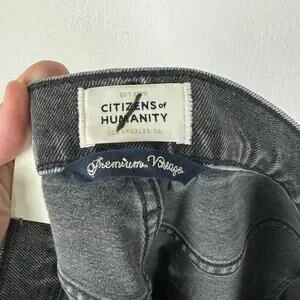 CITIZENS of
HUMANITY
LOS ANGELES, CA
Premium Vintage